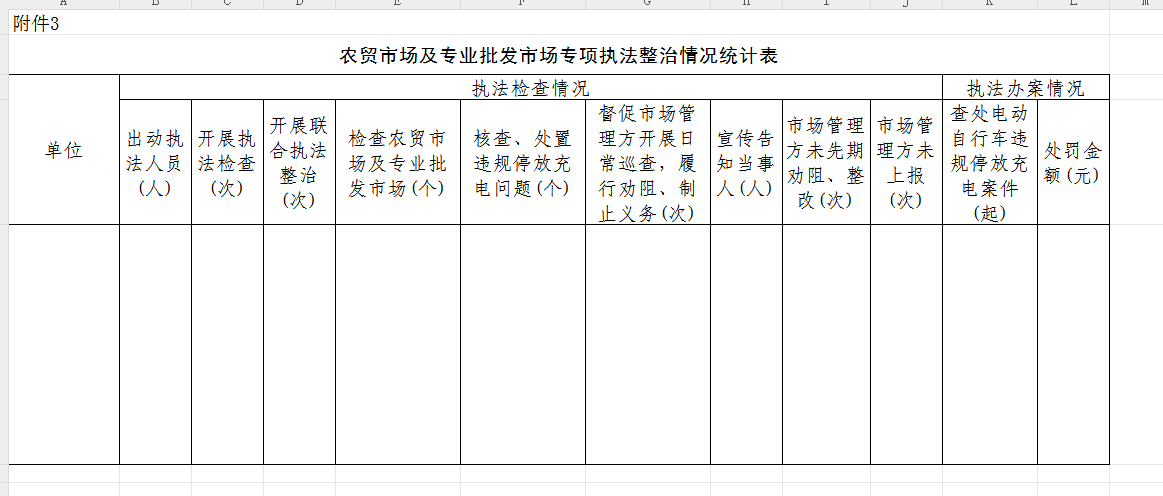 A B C D E F G H I J K L M
附件3
农贸市场及专业批发市场专项执法整治情况统计表
单位
执法检查情况
执法办案情况
出动执
法人员
(人)
开展执
法检查
(次)
开展联
合执法
整治
(次)
检查农贸市
场及专业批
发市场(个)
核查、处置
违规停放充
电问题(个)
督促市场管
理方开展日
常巡查，履
行劝阻、制
止义务(次)
宣传告
知当事
人(人)
市场管理
方未先期
劝阻、整
改(次)
市场管
理方未
上报
(次)
查处电动
自行车违
规停放充
电案件
(起)
处罚金
额(元)